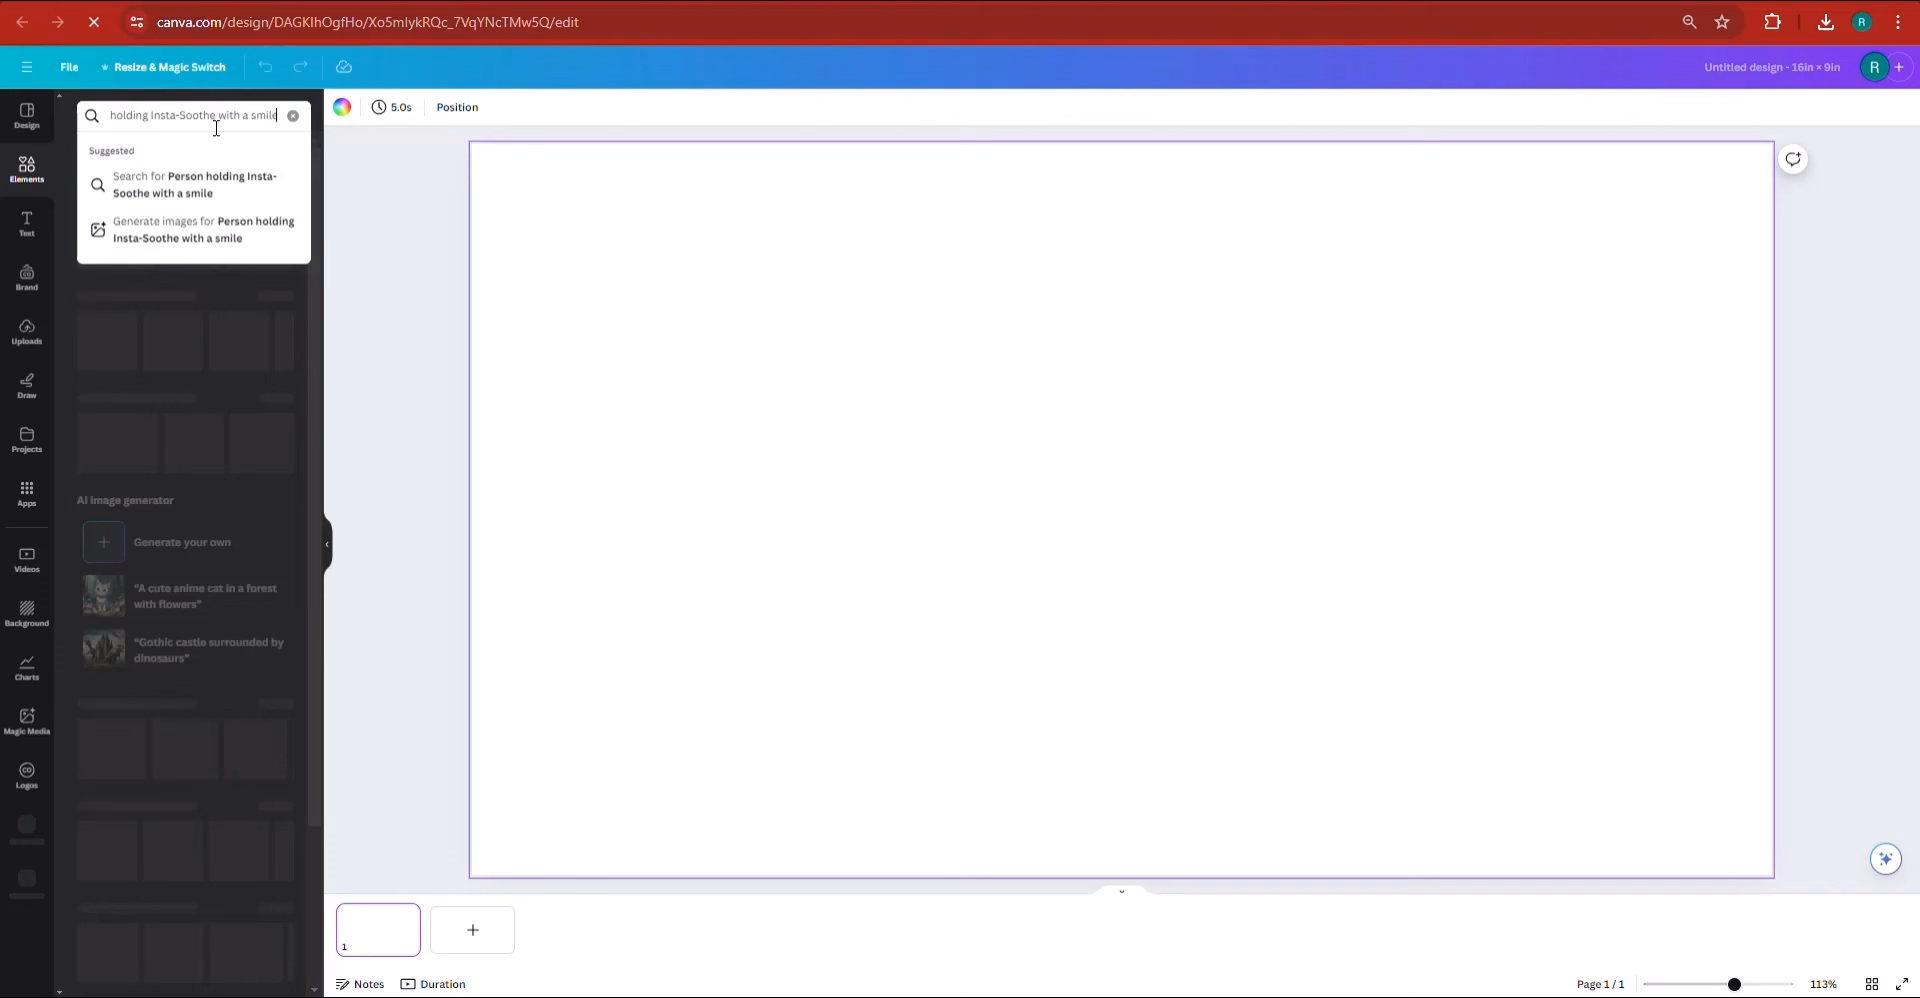 canva.com/design/DAGKIhOgfHo/Xo5mlykRQc_7VqYNcTMw5Q/edit
R
File
Resize & Magic Switch
Untitled design - 16in × 9in
R
+
Design
Elements
Text
Brand
Uploads
Draw
Projects
Apps
Videos
Background
Charts
Magic Media
Logos
holding Insta-Soothe with a smile
Suggested
Search for Person holding Insta-
Soothe with a smile
Generate images for Person holding
Insta-Soothe with a smile
AI image generator
Generate your own
"A cute anime cat in a forest
with flowers"
"Gothic castle surrounded by
dinosaurs"
5.0s
Position
1
+
Notes
Duration
Page 1 / 1
113%